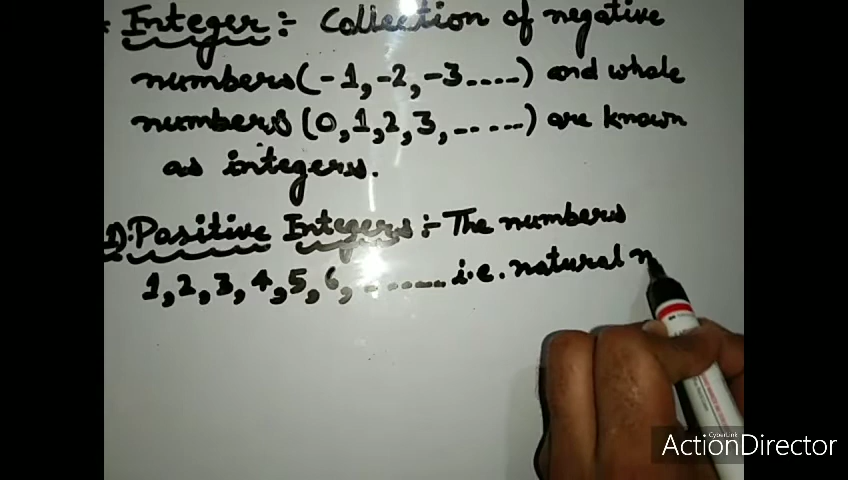 * Integer :- Collection of negative
numbers (-1, -2, -3 ....) and whole
numbers (0, 1, 2, 3, ......) are known
as integers.
1). Positive Integers :- The numbers
1, 2, 3, 4, 5, 6, ....... i.e. natural n
CyberLink
ActionDirector